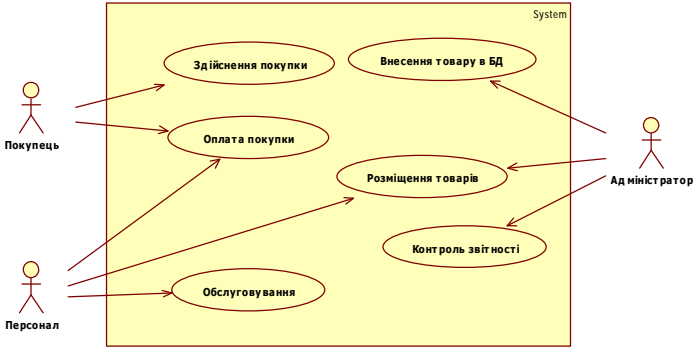 System
Здійснення покупки
Внесення товару в БД
Покупець
Оплата покупки
Розміщення товарів
Адміністратор
Контроль звітності
Обслуговування
Персонал